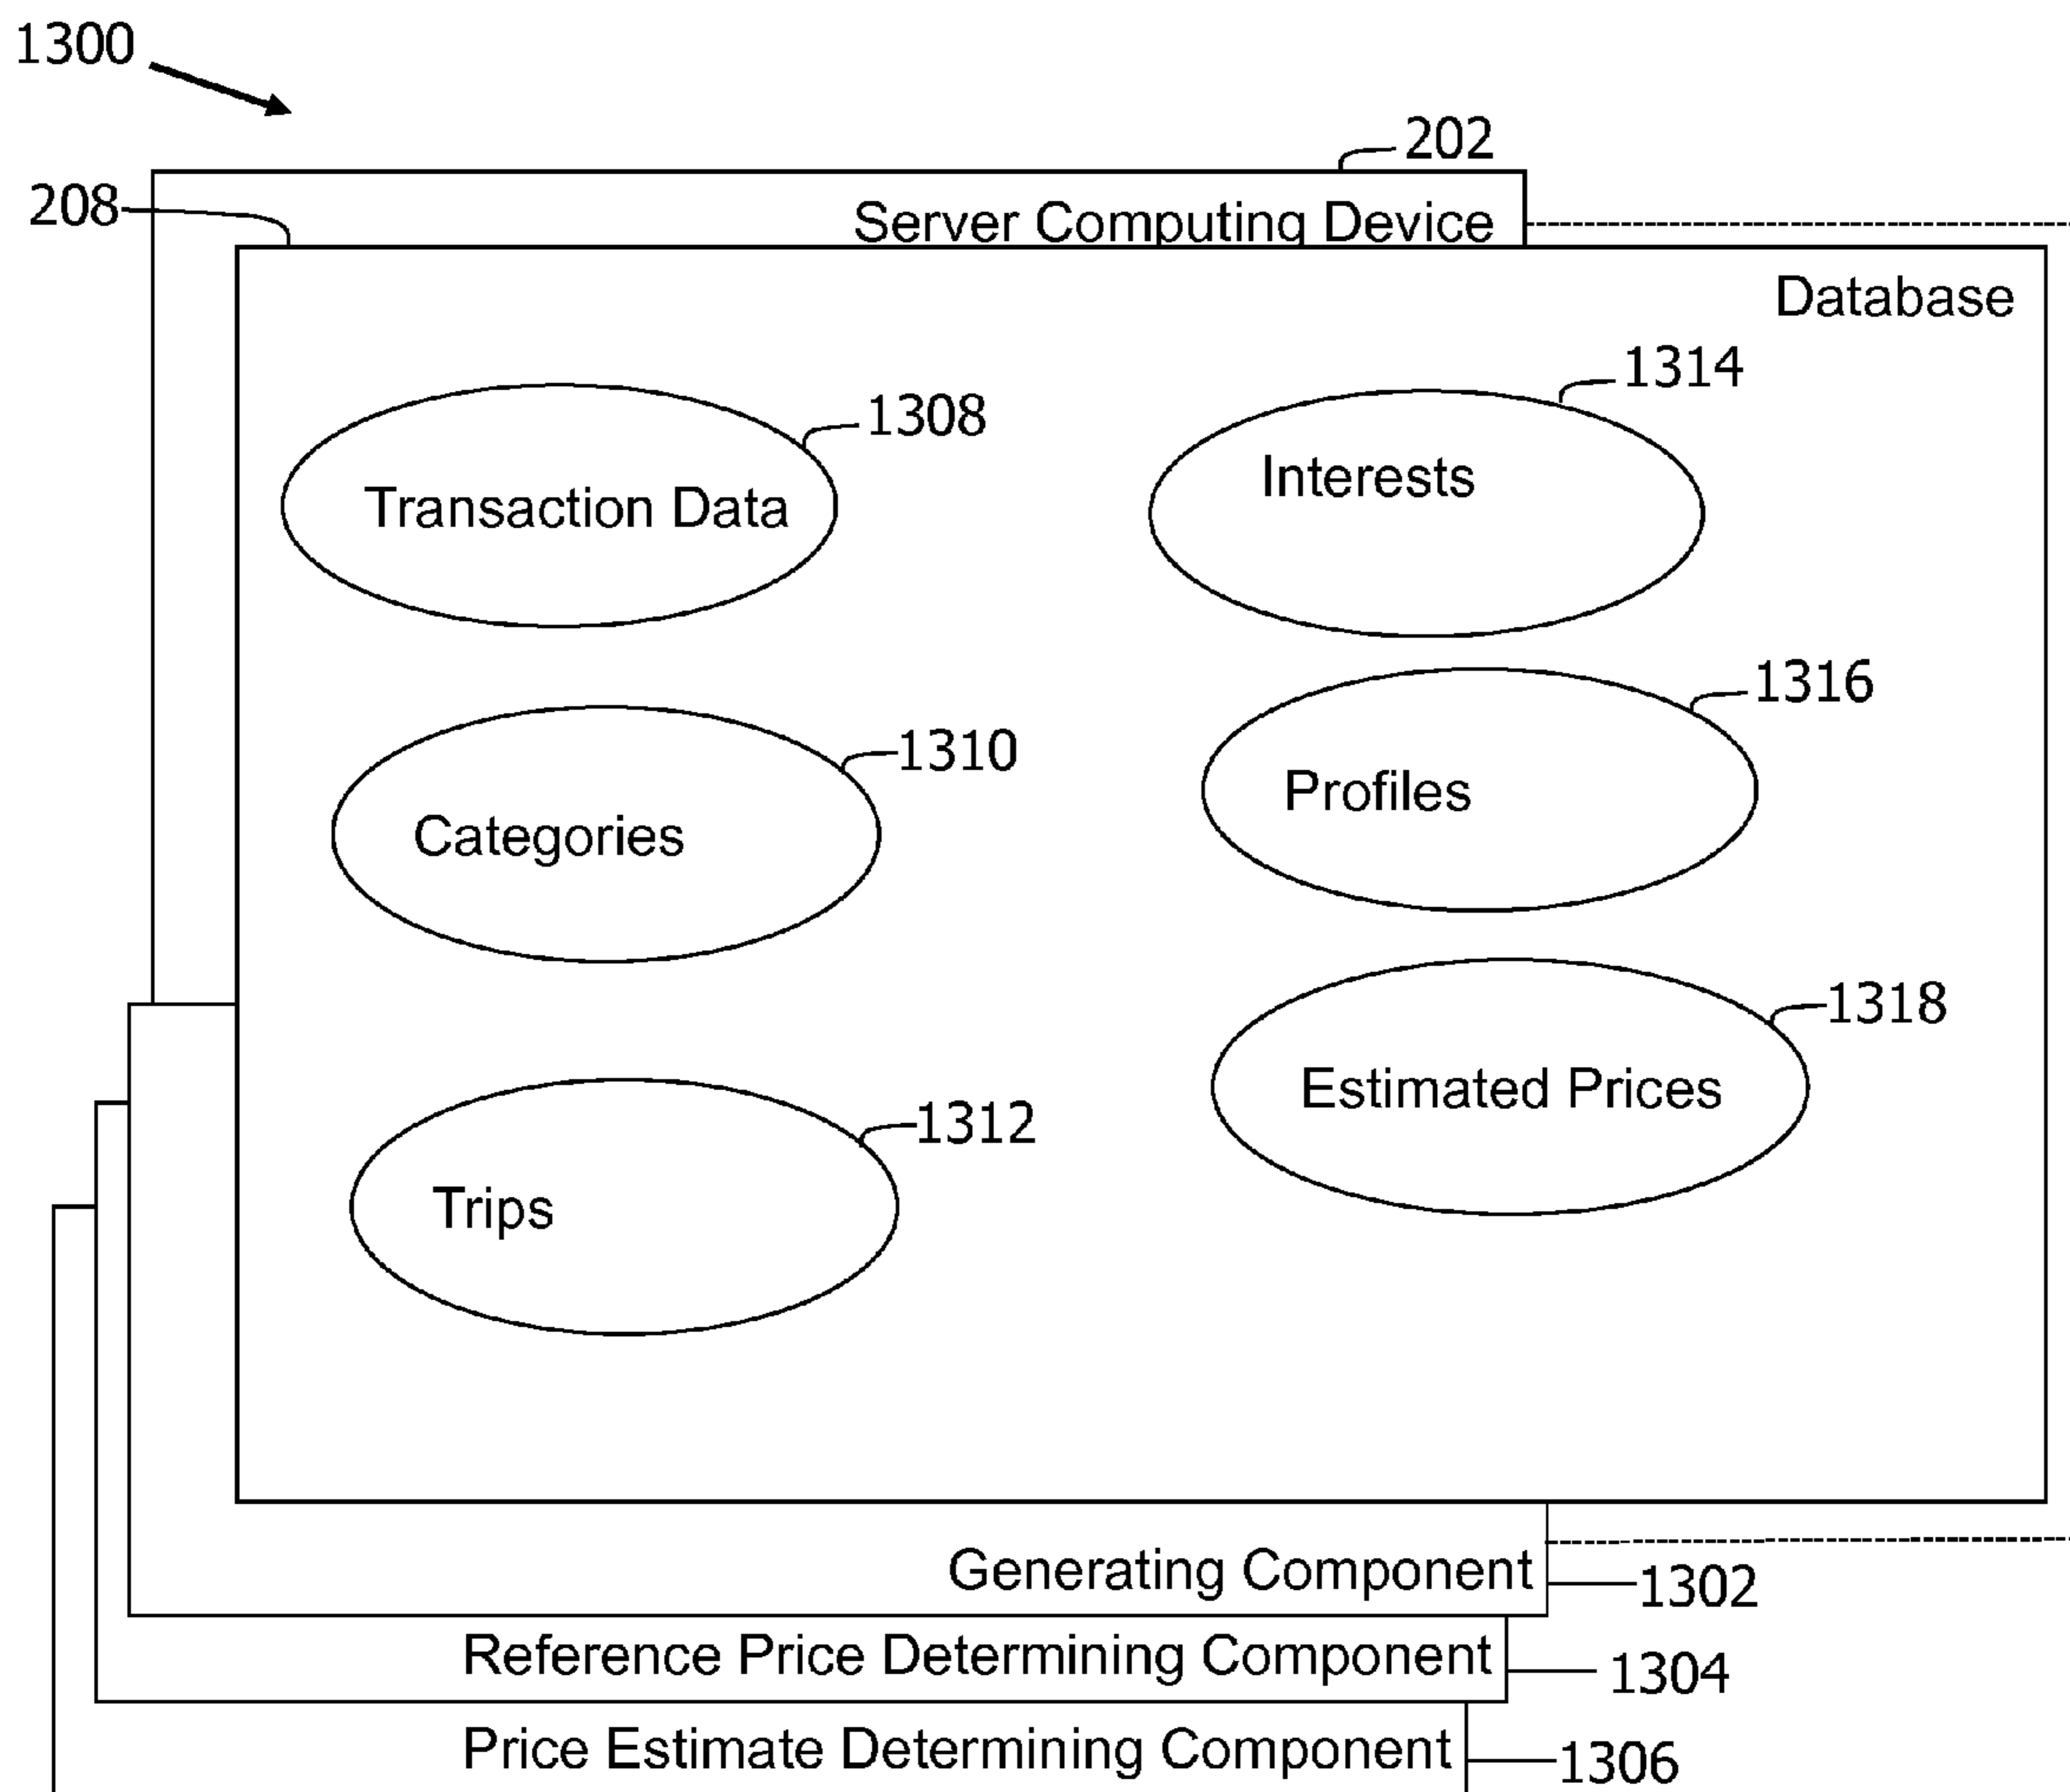 1300
202
208
Server Computing Device
Database
1314
1308
Interests
Transaction Data
1316
1310
Profiles
Categories
1318
Estimated Prices
1312
Trips
Generating Component
1302
Reference Price Determining Component
1304
Price Estimate Determining Component
1306